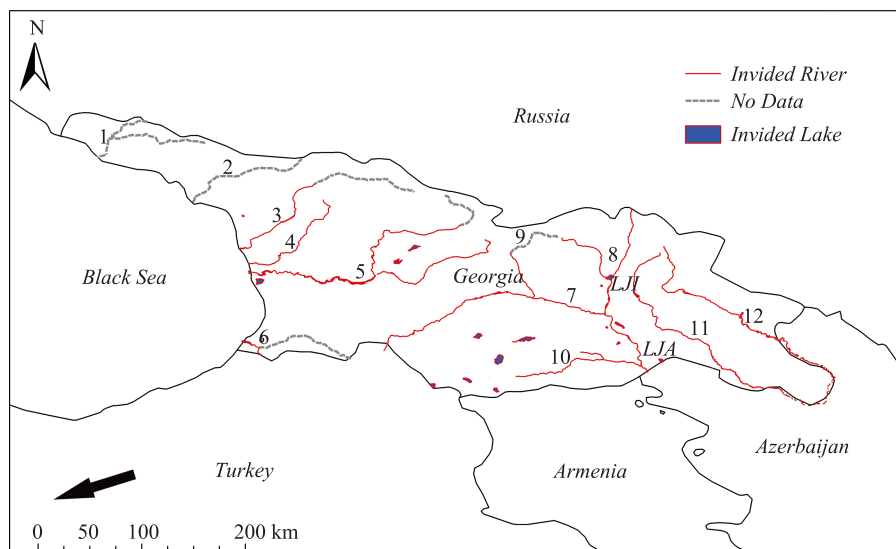 N
Invided River
No Data
Invided Lake
Russia
1
2
3
4
5
6
7
8
9
10
11
12
Black Sea
Georgia
LJI
LJA
Azerbaijan
Armenia
Turkey
0 50 100 200 km